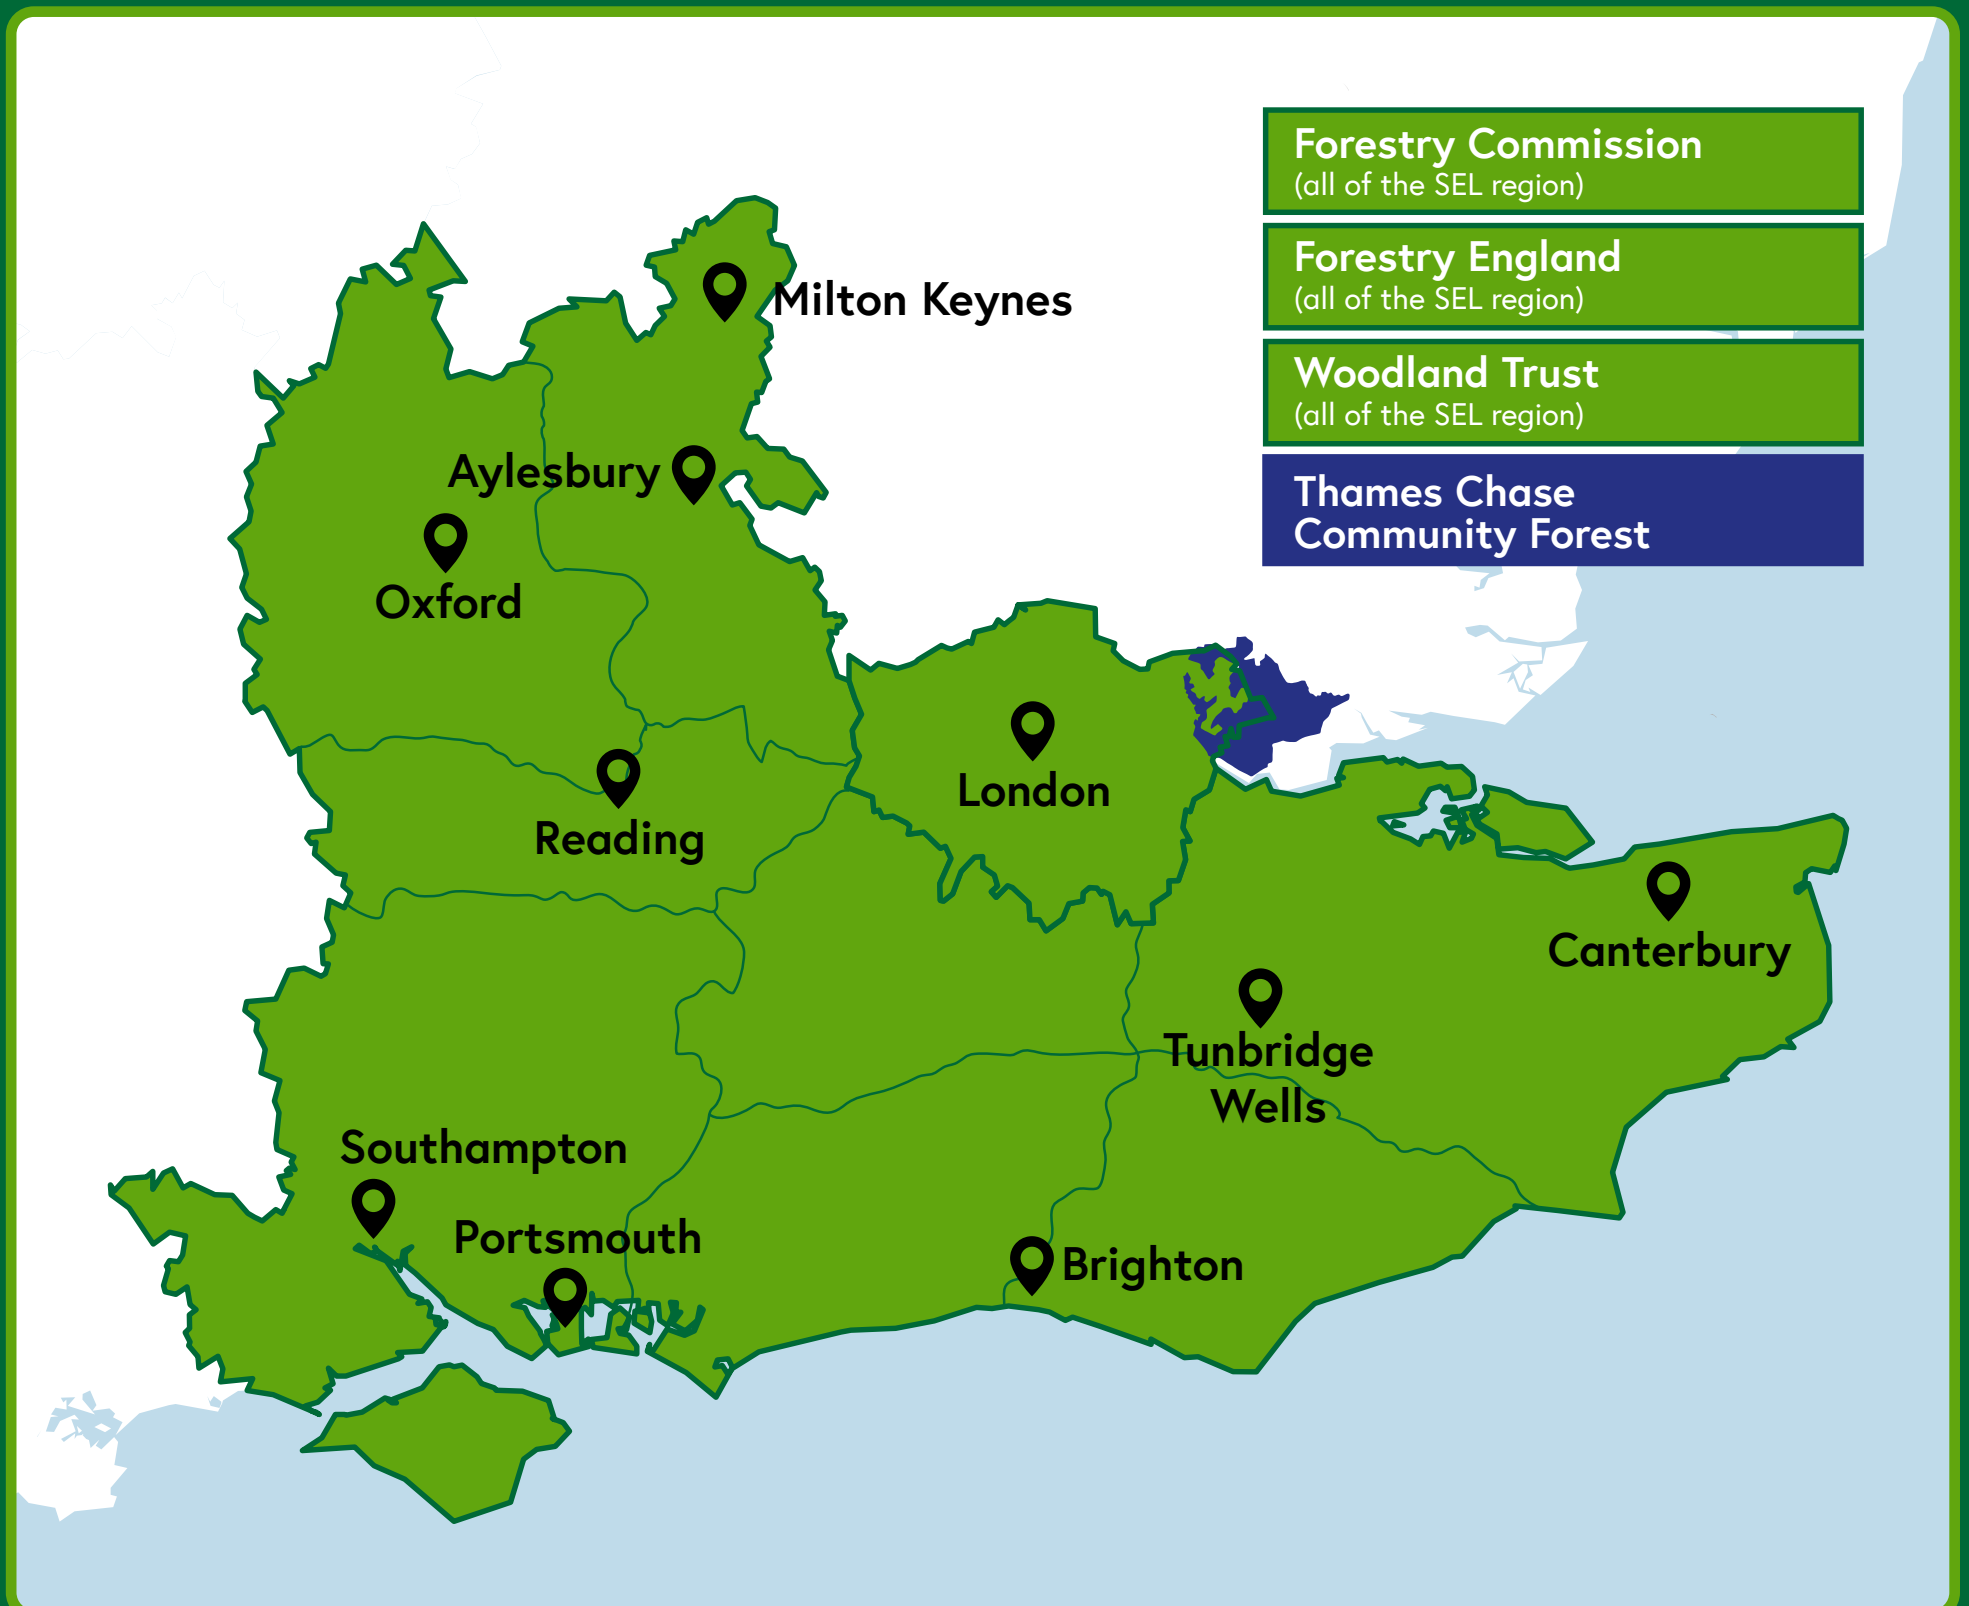 Forestry Commission
(all of the SEL region)
Forestry England
(all of the SEL region)
Woodland Trust
(all of the SEL region)
Thames Chase
Community Forest
Milton Keynes
Aylesbury
Oxford
London
Reading
Canterbury
Tunbridge
Wells
Southampton
Portsmouth
Brighton